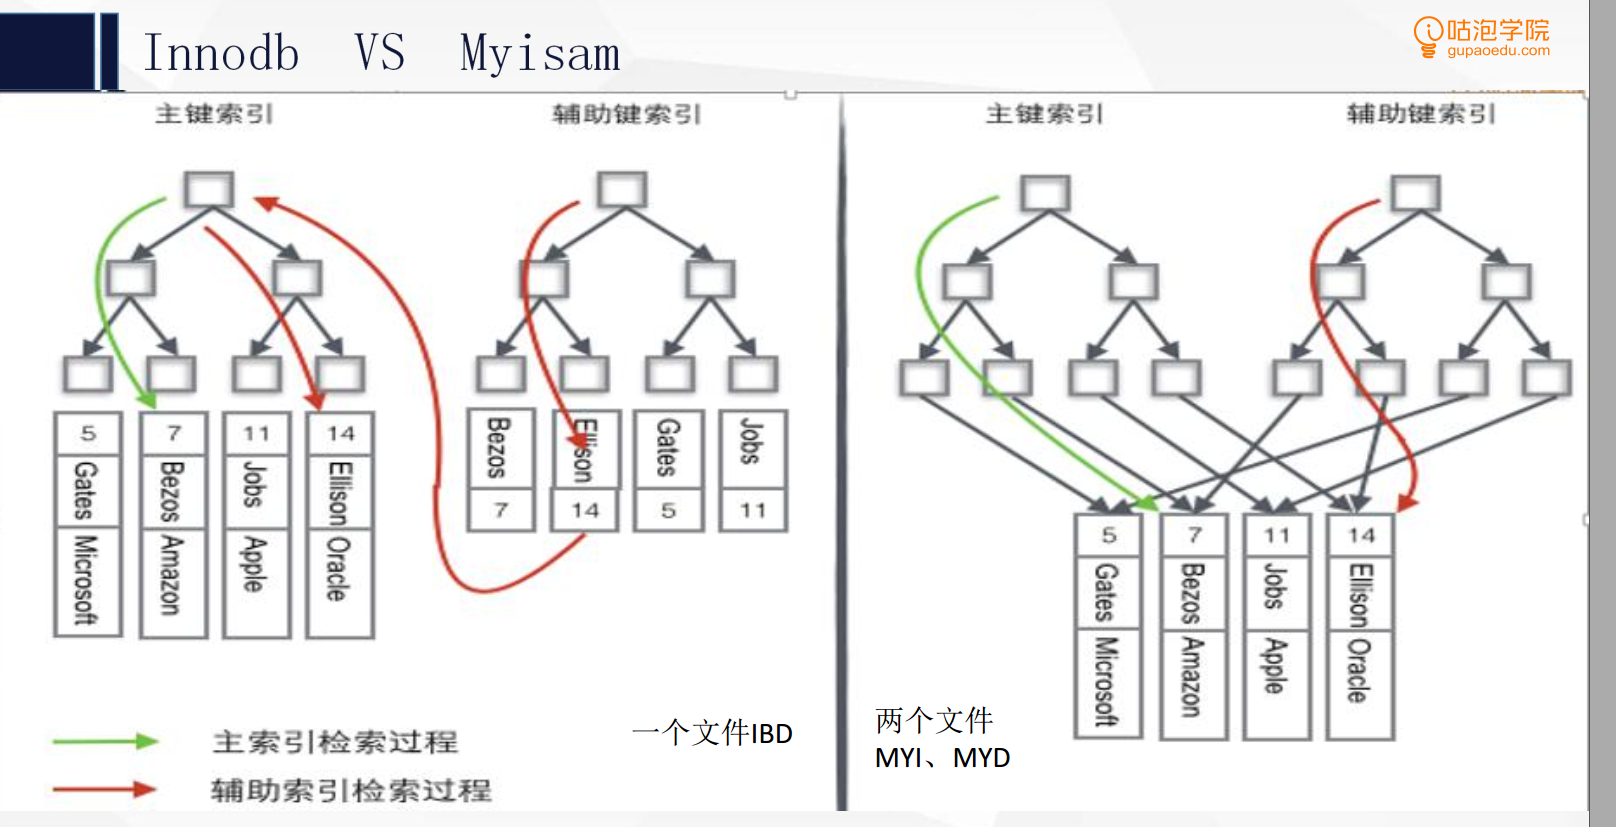 Innodb VS Myisam
咕泡学院
gupaoedu.com
主键索引
辅助键索引
主键索引
辅助键索引
5
Gates
Microsoft
7
Bezos
Amazon
11
Jobs
Apple
14
Ellison
Oracle
Bezos
7
Ellison
14
Gates
5
Jobs
11
5
Gates
Microsoft
7
Bezos
Amazon
11
Jobs
Apple
14
Ellison
Oracle
一个文件IBD
两个文件
MYI、MYD
主索引检索过程
辅助索引检索过程